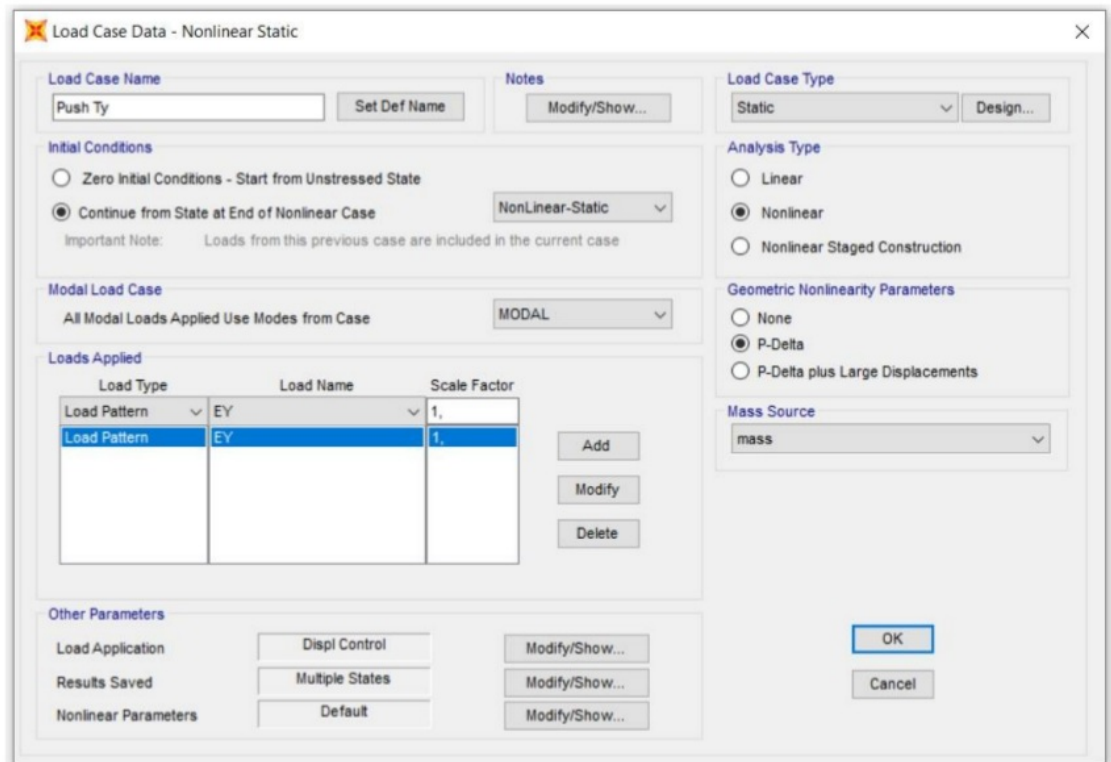 Load Case Data - Nonlinear Static
Load Case Name
Push Ty
Set Def Name
Notes
Modify/Show...
Load Case Type
Static
Design...
Initial Conditions
Zero Initial Conditions - Start from Unstressed State
Continue from State at End of Nonlinear Case
NonLinear-Static
Important Note: Loads from this previous case are included in the current case
Analysis Type
Linear
Nonlinear
Nonlinear Staged Construction
Modal Load Case
All Modal Loads Applied Use Modes from Case
MODAL
Geometric Nonlinearity Parameters
None
P-Delta
P-Delta plus Large Displacements
Loads Applied
Load Type Load Name Scale Factor
Load Pattern EY 1,
Load Pattern EY 1,
Add
Modify
Delete
Mass Source
mass
Other Parameters
Load Application Displ Control Modify/Show...
Results Saved Multiple States Modify/Show...
Nonlinear Parameters Default Modify/Show...
OK
Cancel